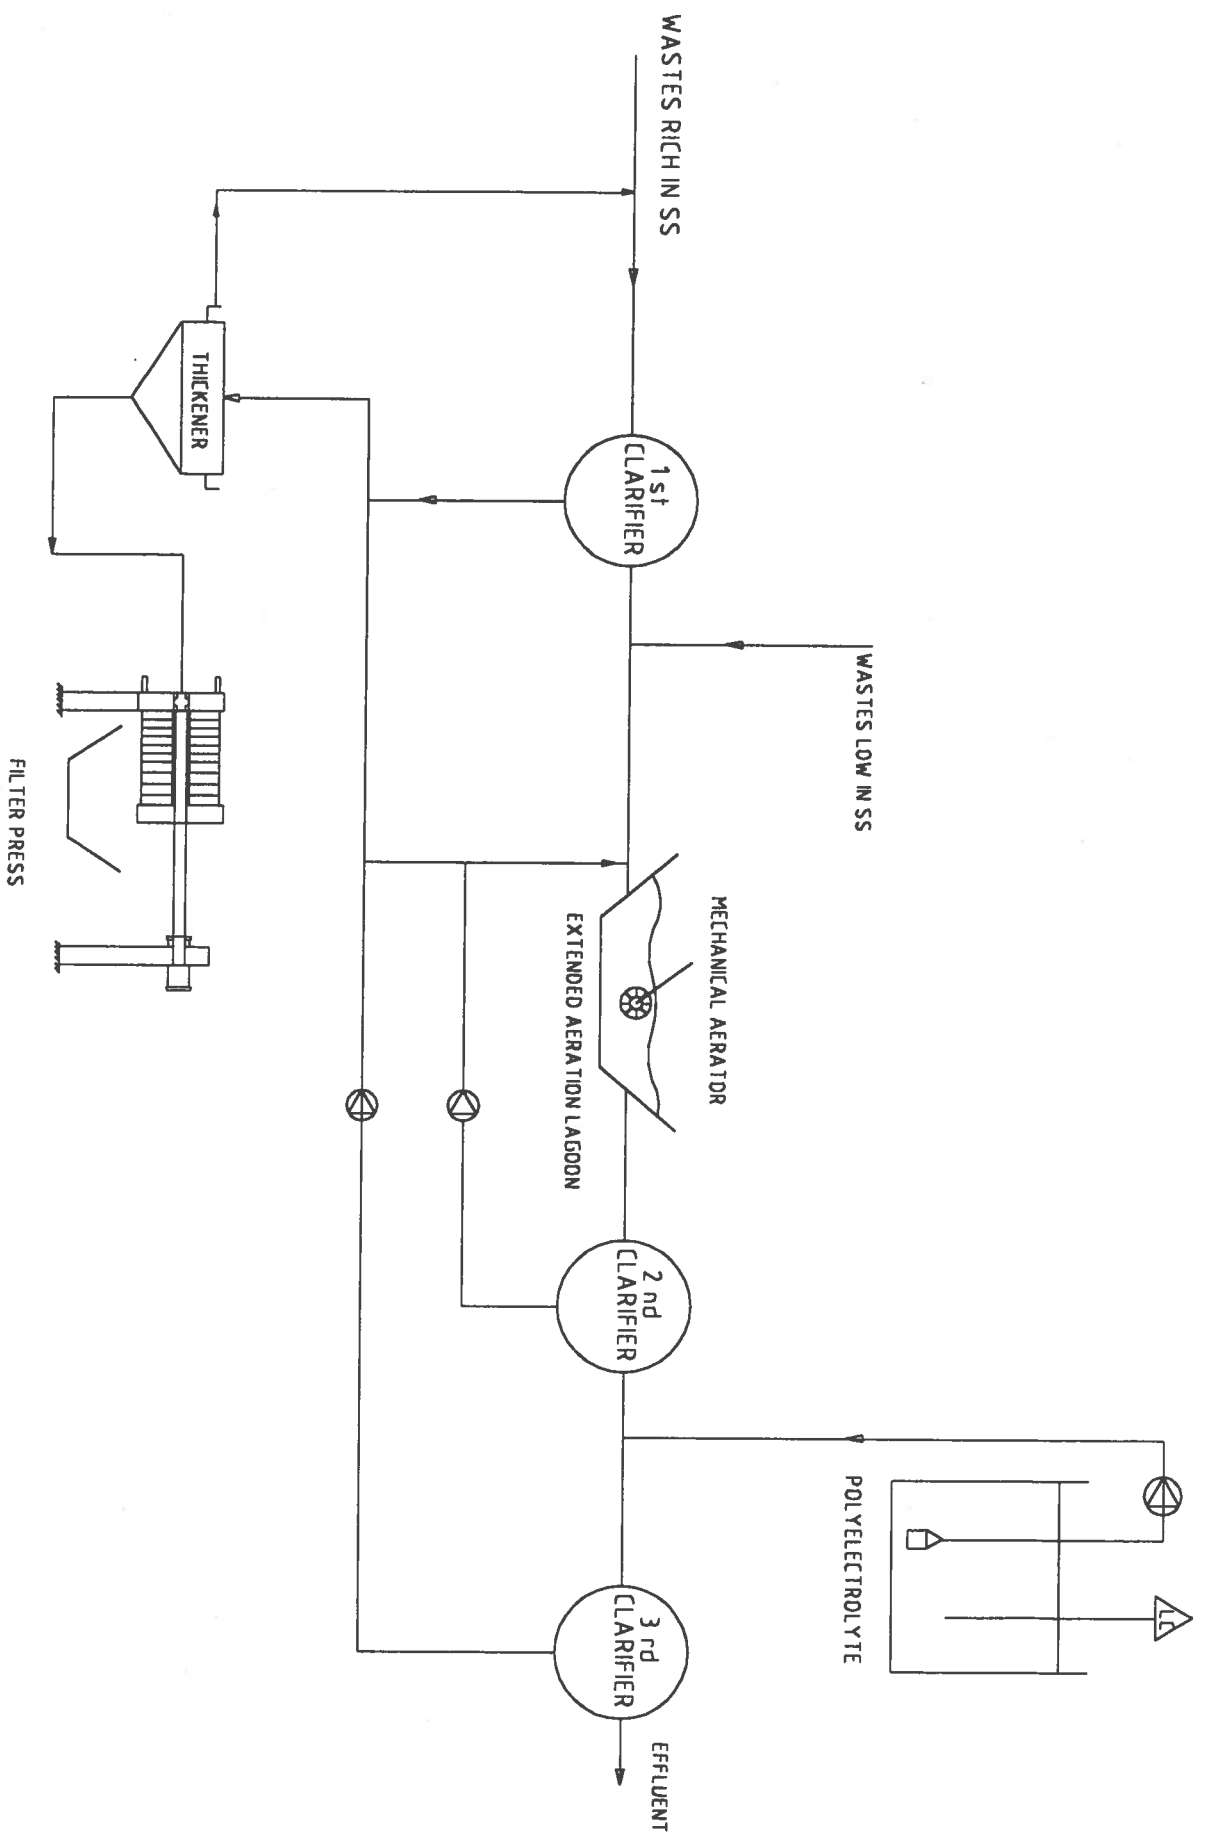 WASTES RICH IN SS
1st
CLARIFIER
WASTES LOW IN SS
MECHANICAL AERATOR
EXTENDED AERATION LAGOON
2 nd
CLARIFIER
POLYELECTROLYTE
LC
3 rd
CLARIFIER
EFFLUENT
THICKENER
FILTER PRESS